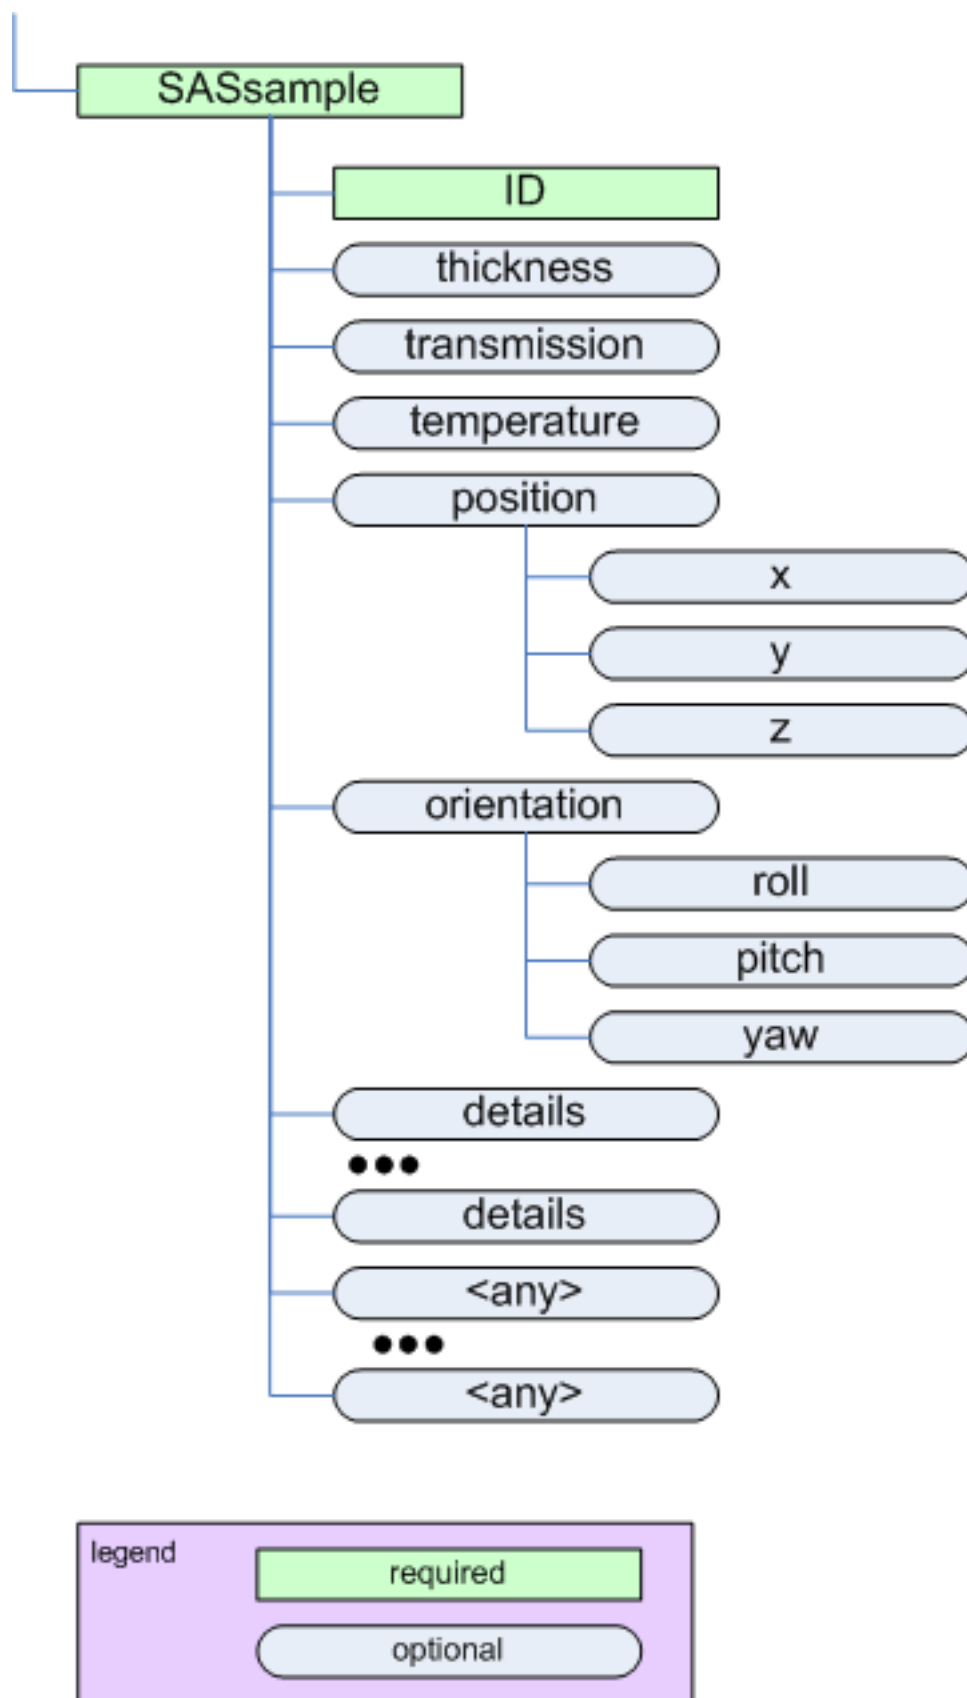 SASsample
ID
thickness
transmission
temperature
position
x
y
z
orientation
roll
pitch
yaw
details
•••
details
<any>
•••
<any>
legend
required
optional